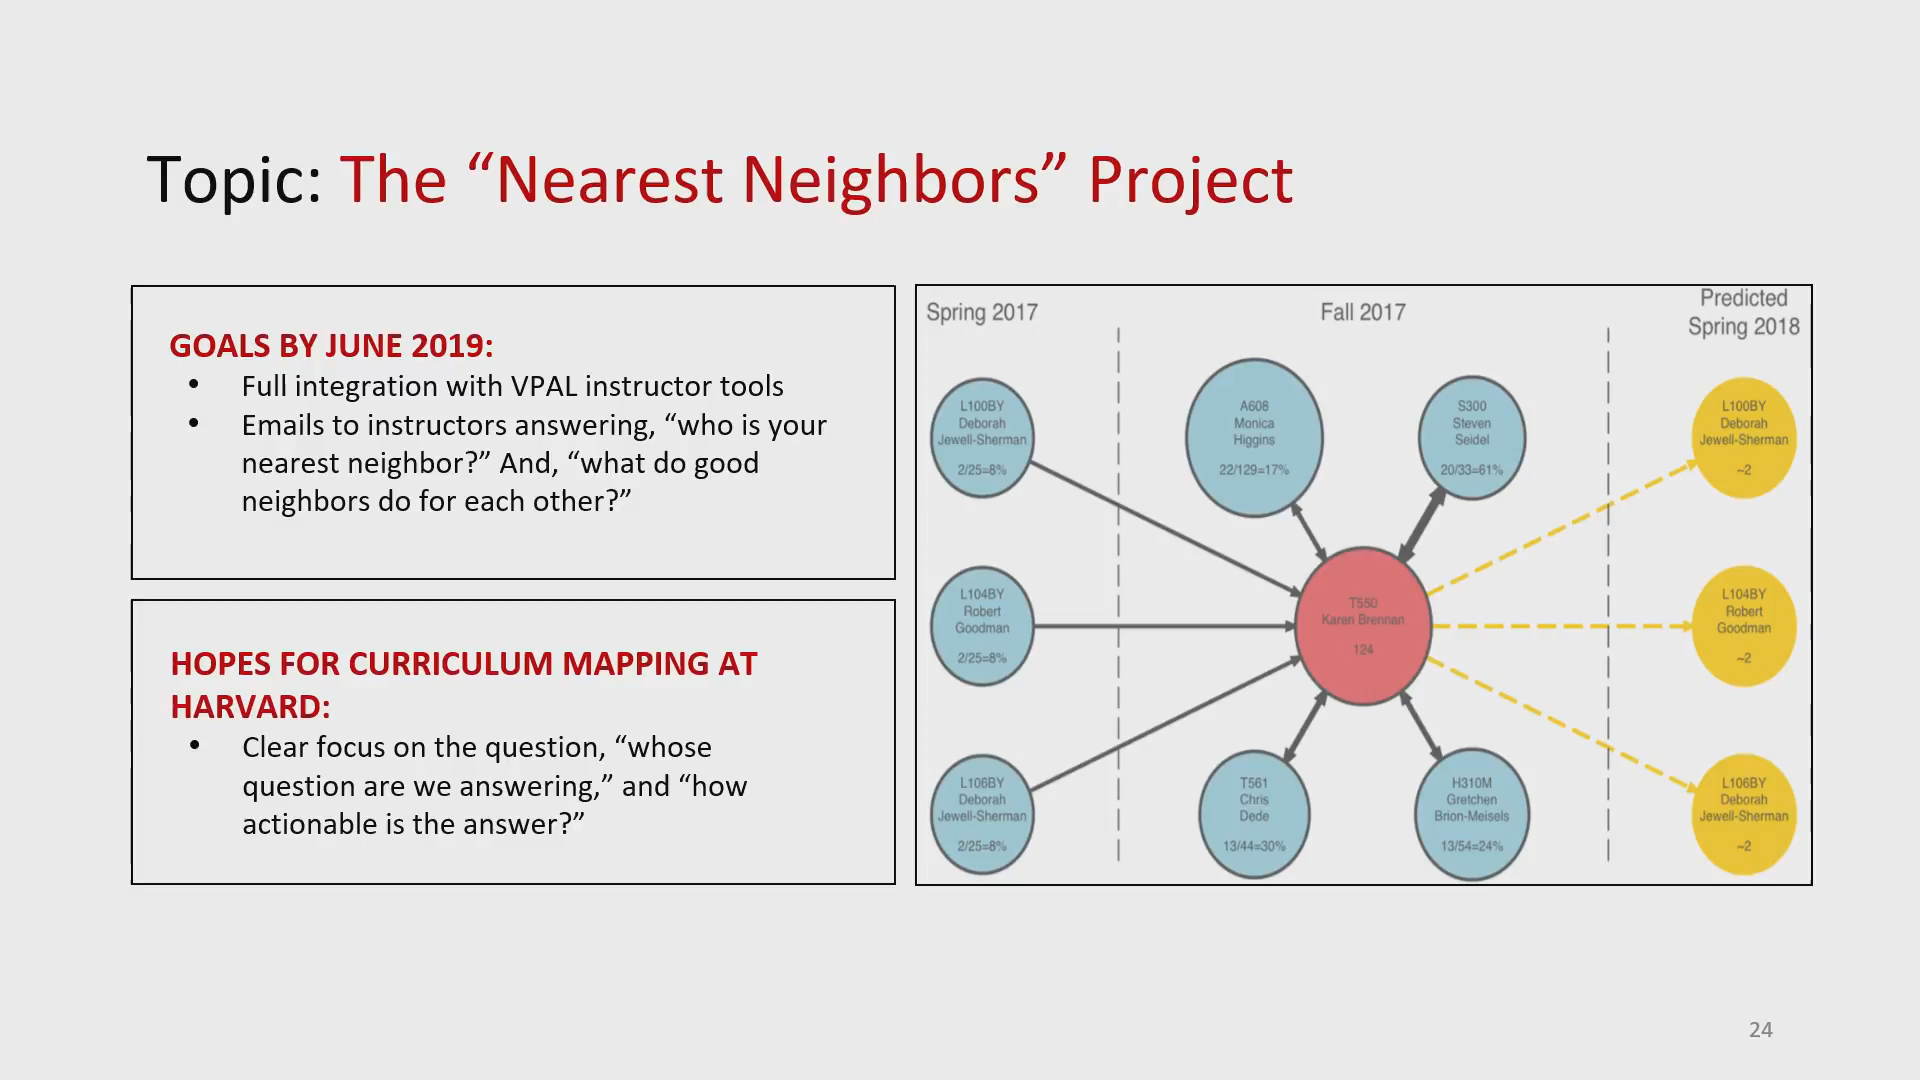 Topic: The “Nearest Neighbors” Project
GOALS BY JUNE 2019:
• Full integration with VPAL instructor tools
• Emails to instructors answering, “who is your
nearest neighbor?” And, “what do good
neighbors do for each other?”
HOPES FOR CURRICULUM MAPPING AT
HARVARD:
• Clear focus on the question, “whose
question are we answering,” and “how
actionable is the answer?”
Spring 2017
Fall 2017
Predicted
Spring 2018
L100BY
Deborah
Jewell-Sherman
2/25=8%
A608
Monica
Higgins
22/129=17%
S300
Steven
Seidel
20/33=61%
L100BY
Deborah
Jewell-Sherman
~2
L104BY
Robert
Goodman
2/25=8%
T550
Karen Brennan
124
L104BY
Robert
Goodman
~2
L106BY
Deborah
Jewell-Sherman
2/25=8%
T561
Chris
Dede
13/44=30%
H310M
Gretchen
Brion-Meisels
13/54=24%
L106BY
Deborah
Jewell-Sherman
~2
24